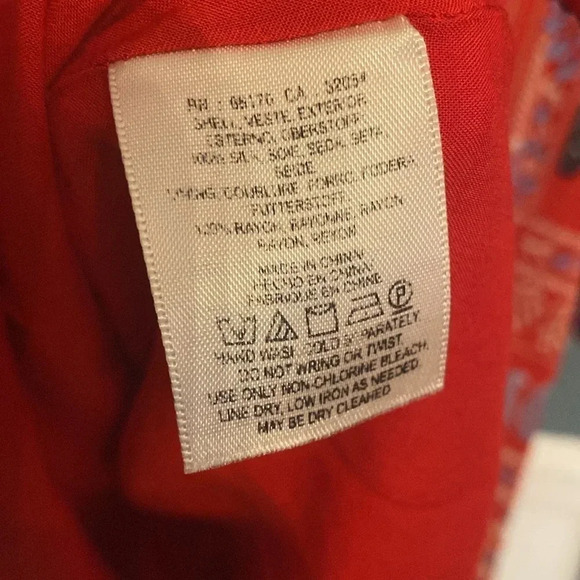 RN : 65176 CA 3205#
SHELL, VESTE, EXTERIOR
ESTERNO, OBERSTOFF
100% SILK, SOIE, SEDA, SETA,
SEIDE
LINING, DOUBLURE, FORRO, FODERA
FUTTERSTOFF
100% RAYON, RAYONNE, RAYON
RAYON, REYON
MADE IN CHINA
HECHO EN CHINA
FABRIQUE EN CHINE
P
HAND WASH COLD SEPARATELY
DO NOT WRING OR TWIST,
USE ONLY NON-CHLORINE BLEACH,
LINE DRY, LOW IRON AS NEEDED
MAY BE DRY CLEANED